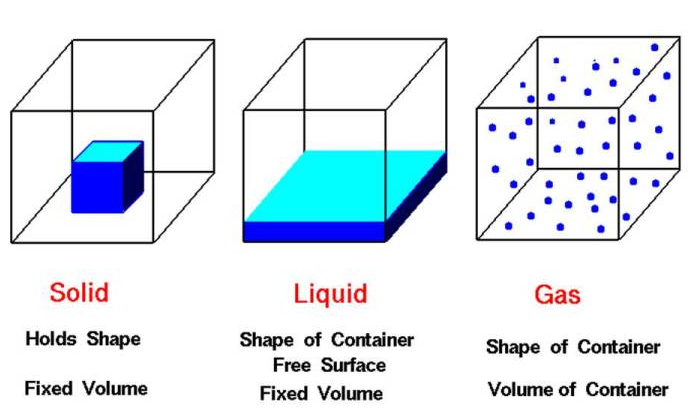 Solid
Holds Shape
Fixed Volume
Liquid
Shape of Container
Free Surface
Fixed Volume
Gas
Shape of Container
Volume of Container